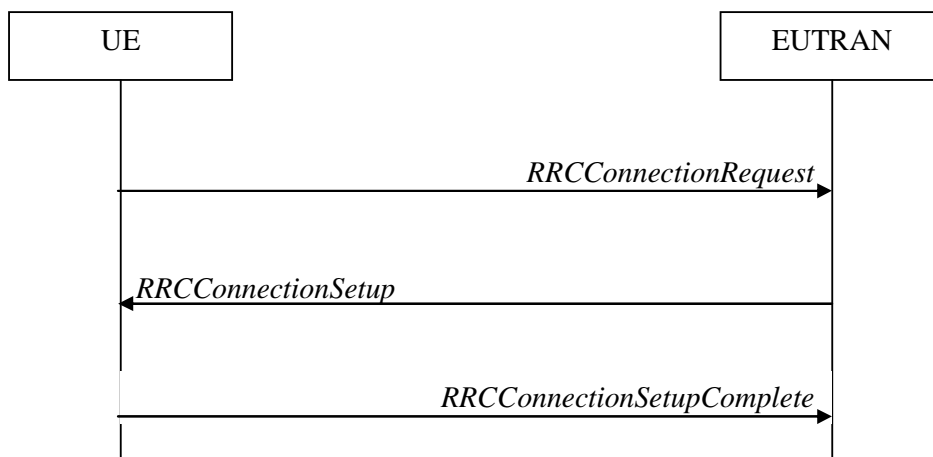 UE
EUTRAN
RRCConnectionRequest
RRCConnectionSetup
RRCConnectionSetupComplete